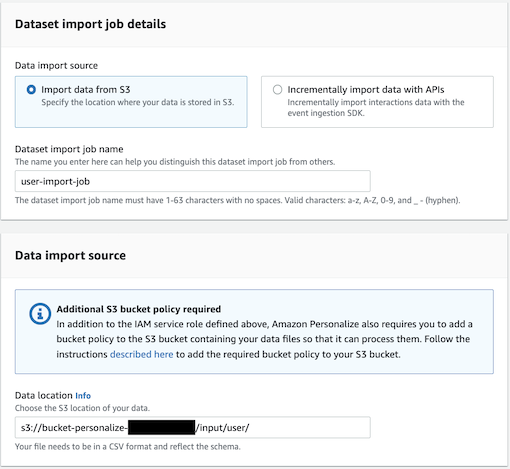 Dataset import job details
Data import source
Import data from S3
Specify the location where your data is stored in S3.
Incrementally import data with APIs
Incrementally import interactions data with the
event ingestion SDK.
Dataset import job name
The name you enter here can help you distinguish this dataset import job from others.
user-import-job
The dataset import job name must have 1-63 characters with no spaces. Valid characters: a-z, A-Z, 0-9, and _ - (hyphen).
Data import source
Additional S3 bucket policy required
In addition to the IAM service role defined above, Amazon Personalize also requires you to add a
bucket policy to the S3 bucket containing your data files so that it can process them. Follow the
instructions described here to add the required bucket policy to your S3 bucket.
Data location Info
Choose the S3 location of your data.
s3://bucket-personalize- /input/user/
Your file needs to be in a CSV format and reflect the schema.